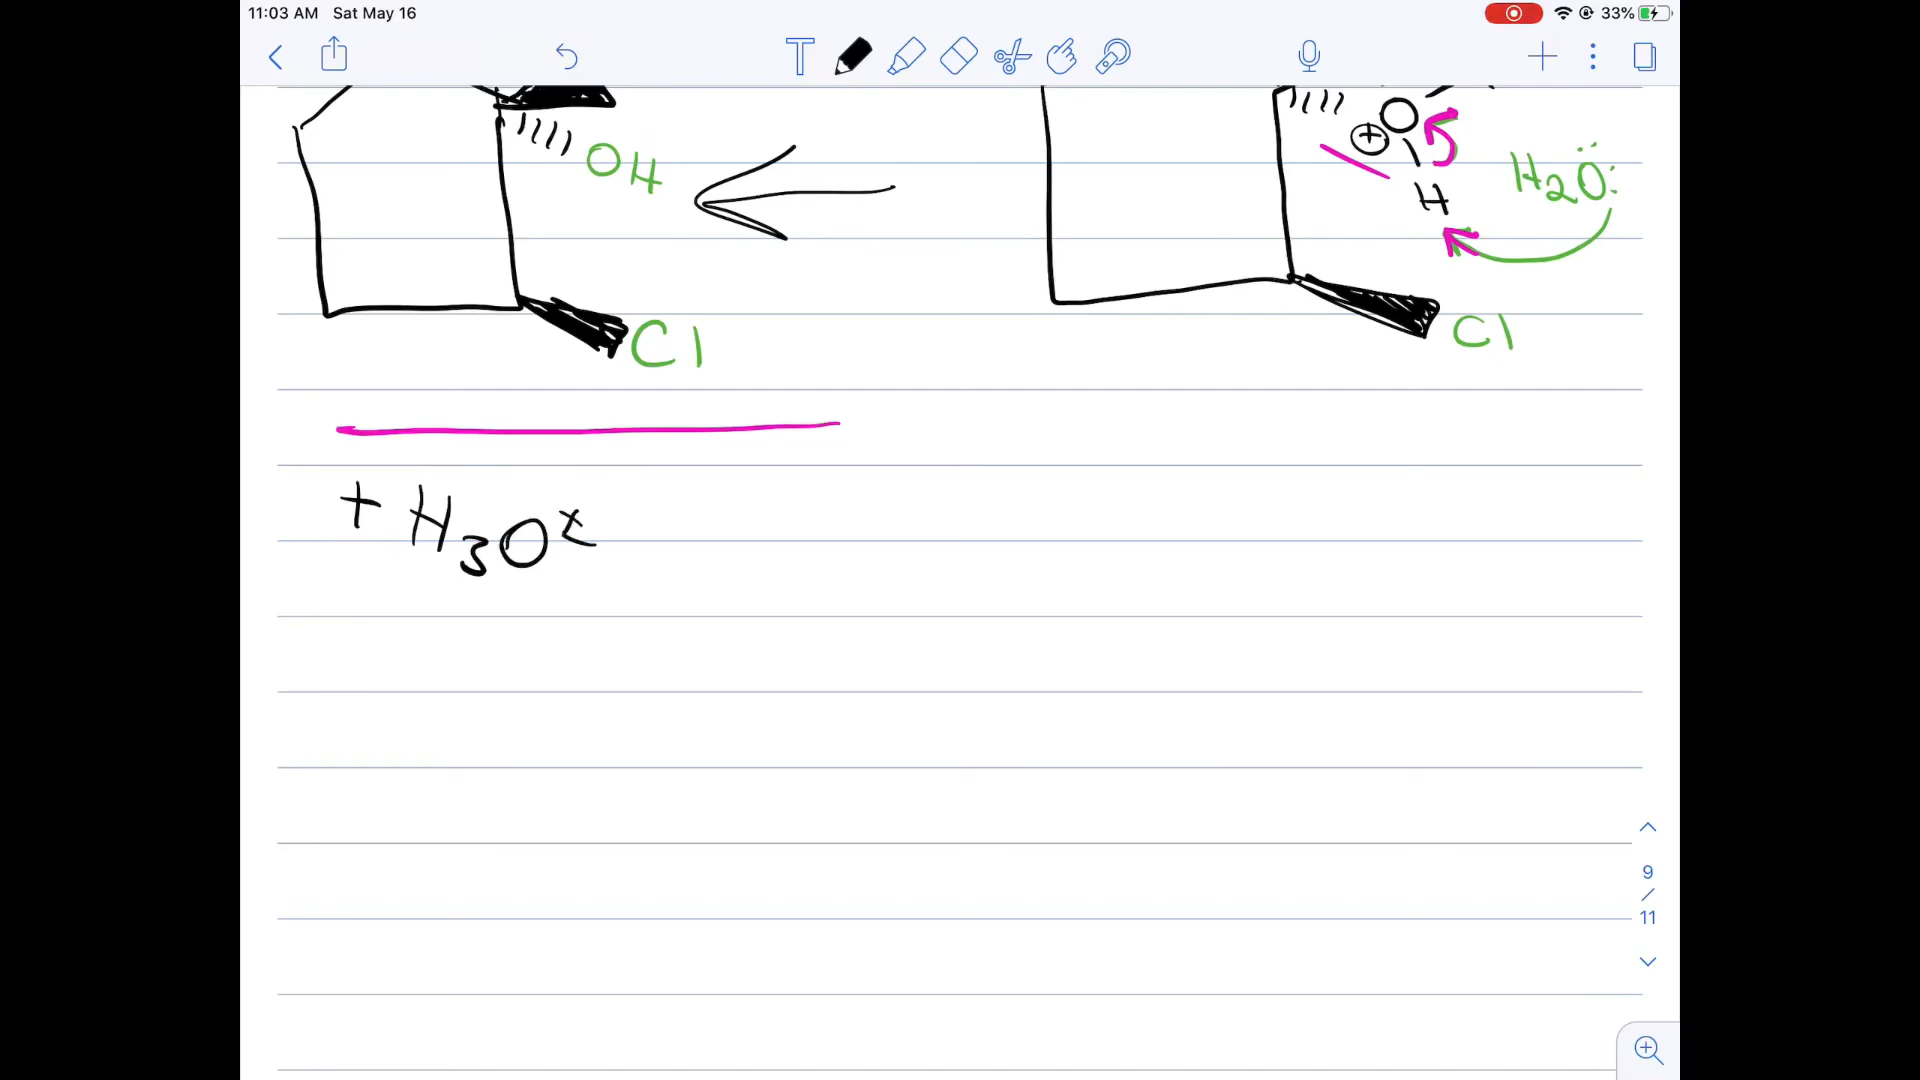 11:03 AM Sat May 16
33%
T
O
+
H
H2O:
OH
Cl
Cl
+ H3O+
9
/
11